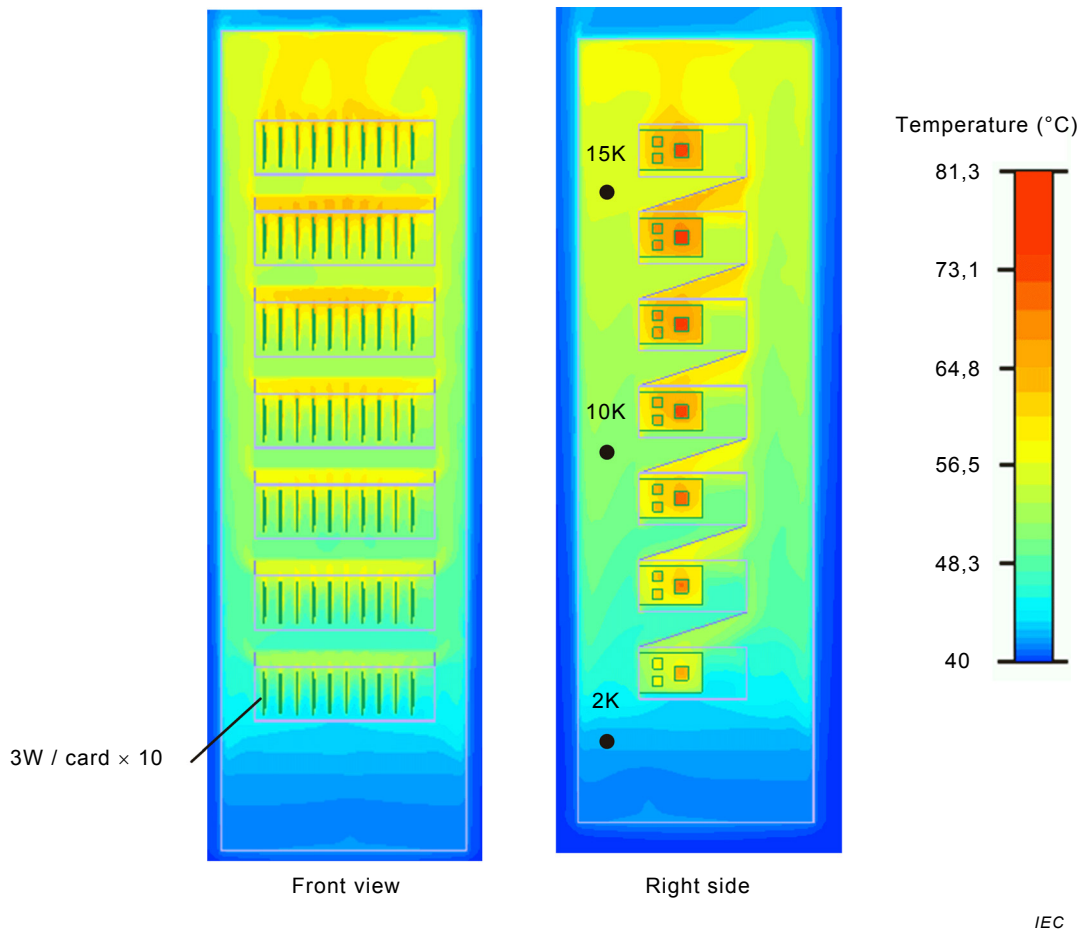 Temperature (°C)
15K
81,3
73,1
64,8
10K
56,5
48,3
40
2K
3W / card × 10
Front view
Right side
IEC